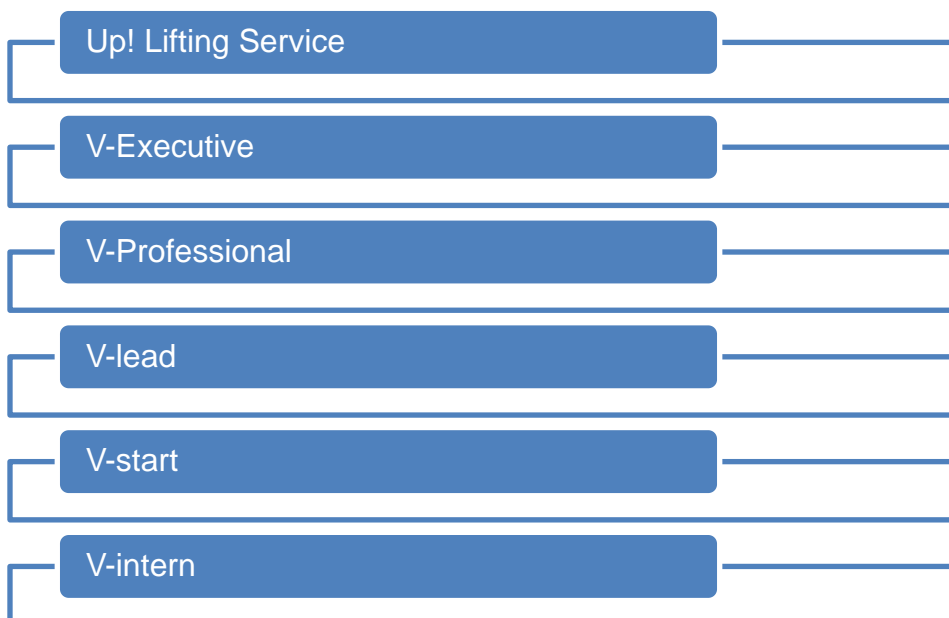 Up! Lifting Service
V-Executive
V-Professional
V-lead
V-start
V-intern